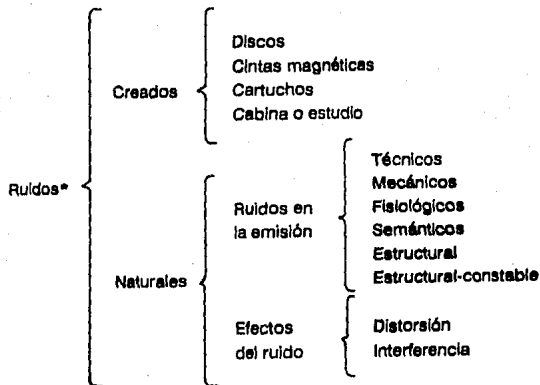 Ruidos*
Creados
Discos
Cintas magnéticas
Cartuchos
Cabina o estudio
Naturales
Ruidos en
la emisión
Técnicos
Mecánicos
Fisiológicos
Semánticos
Estructural
Estructural-constable
Efectos
del ruido
Distorsión
Interferencia